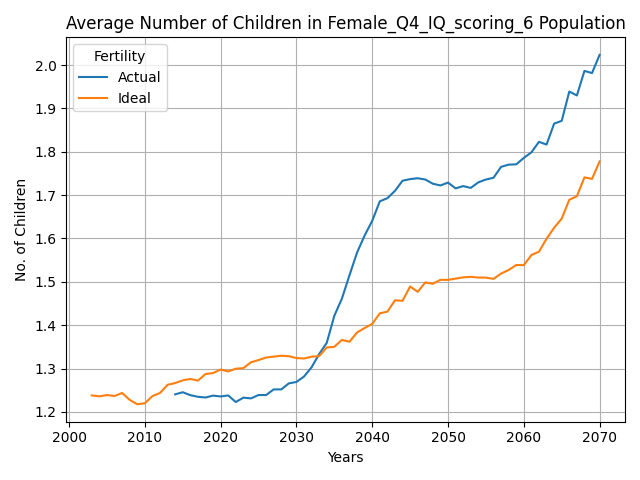 Average Number of Children in Female_Q4_IQ_scoring_6 Population
Fertility
Actual
Ideal
No. of Children
2.0
1.9
1.8
1.7
1.6
1.5
1.4
1.3
1.2
2000
2010
2020
2030
2040
2050
2060
2070
Years